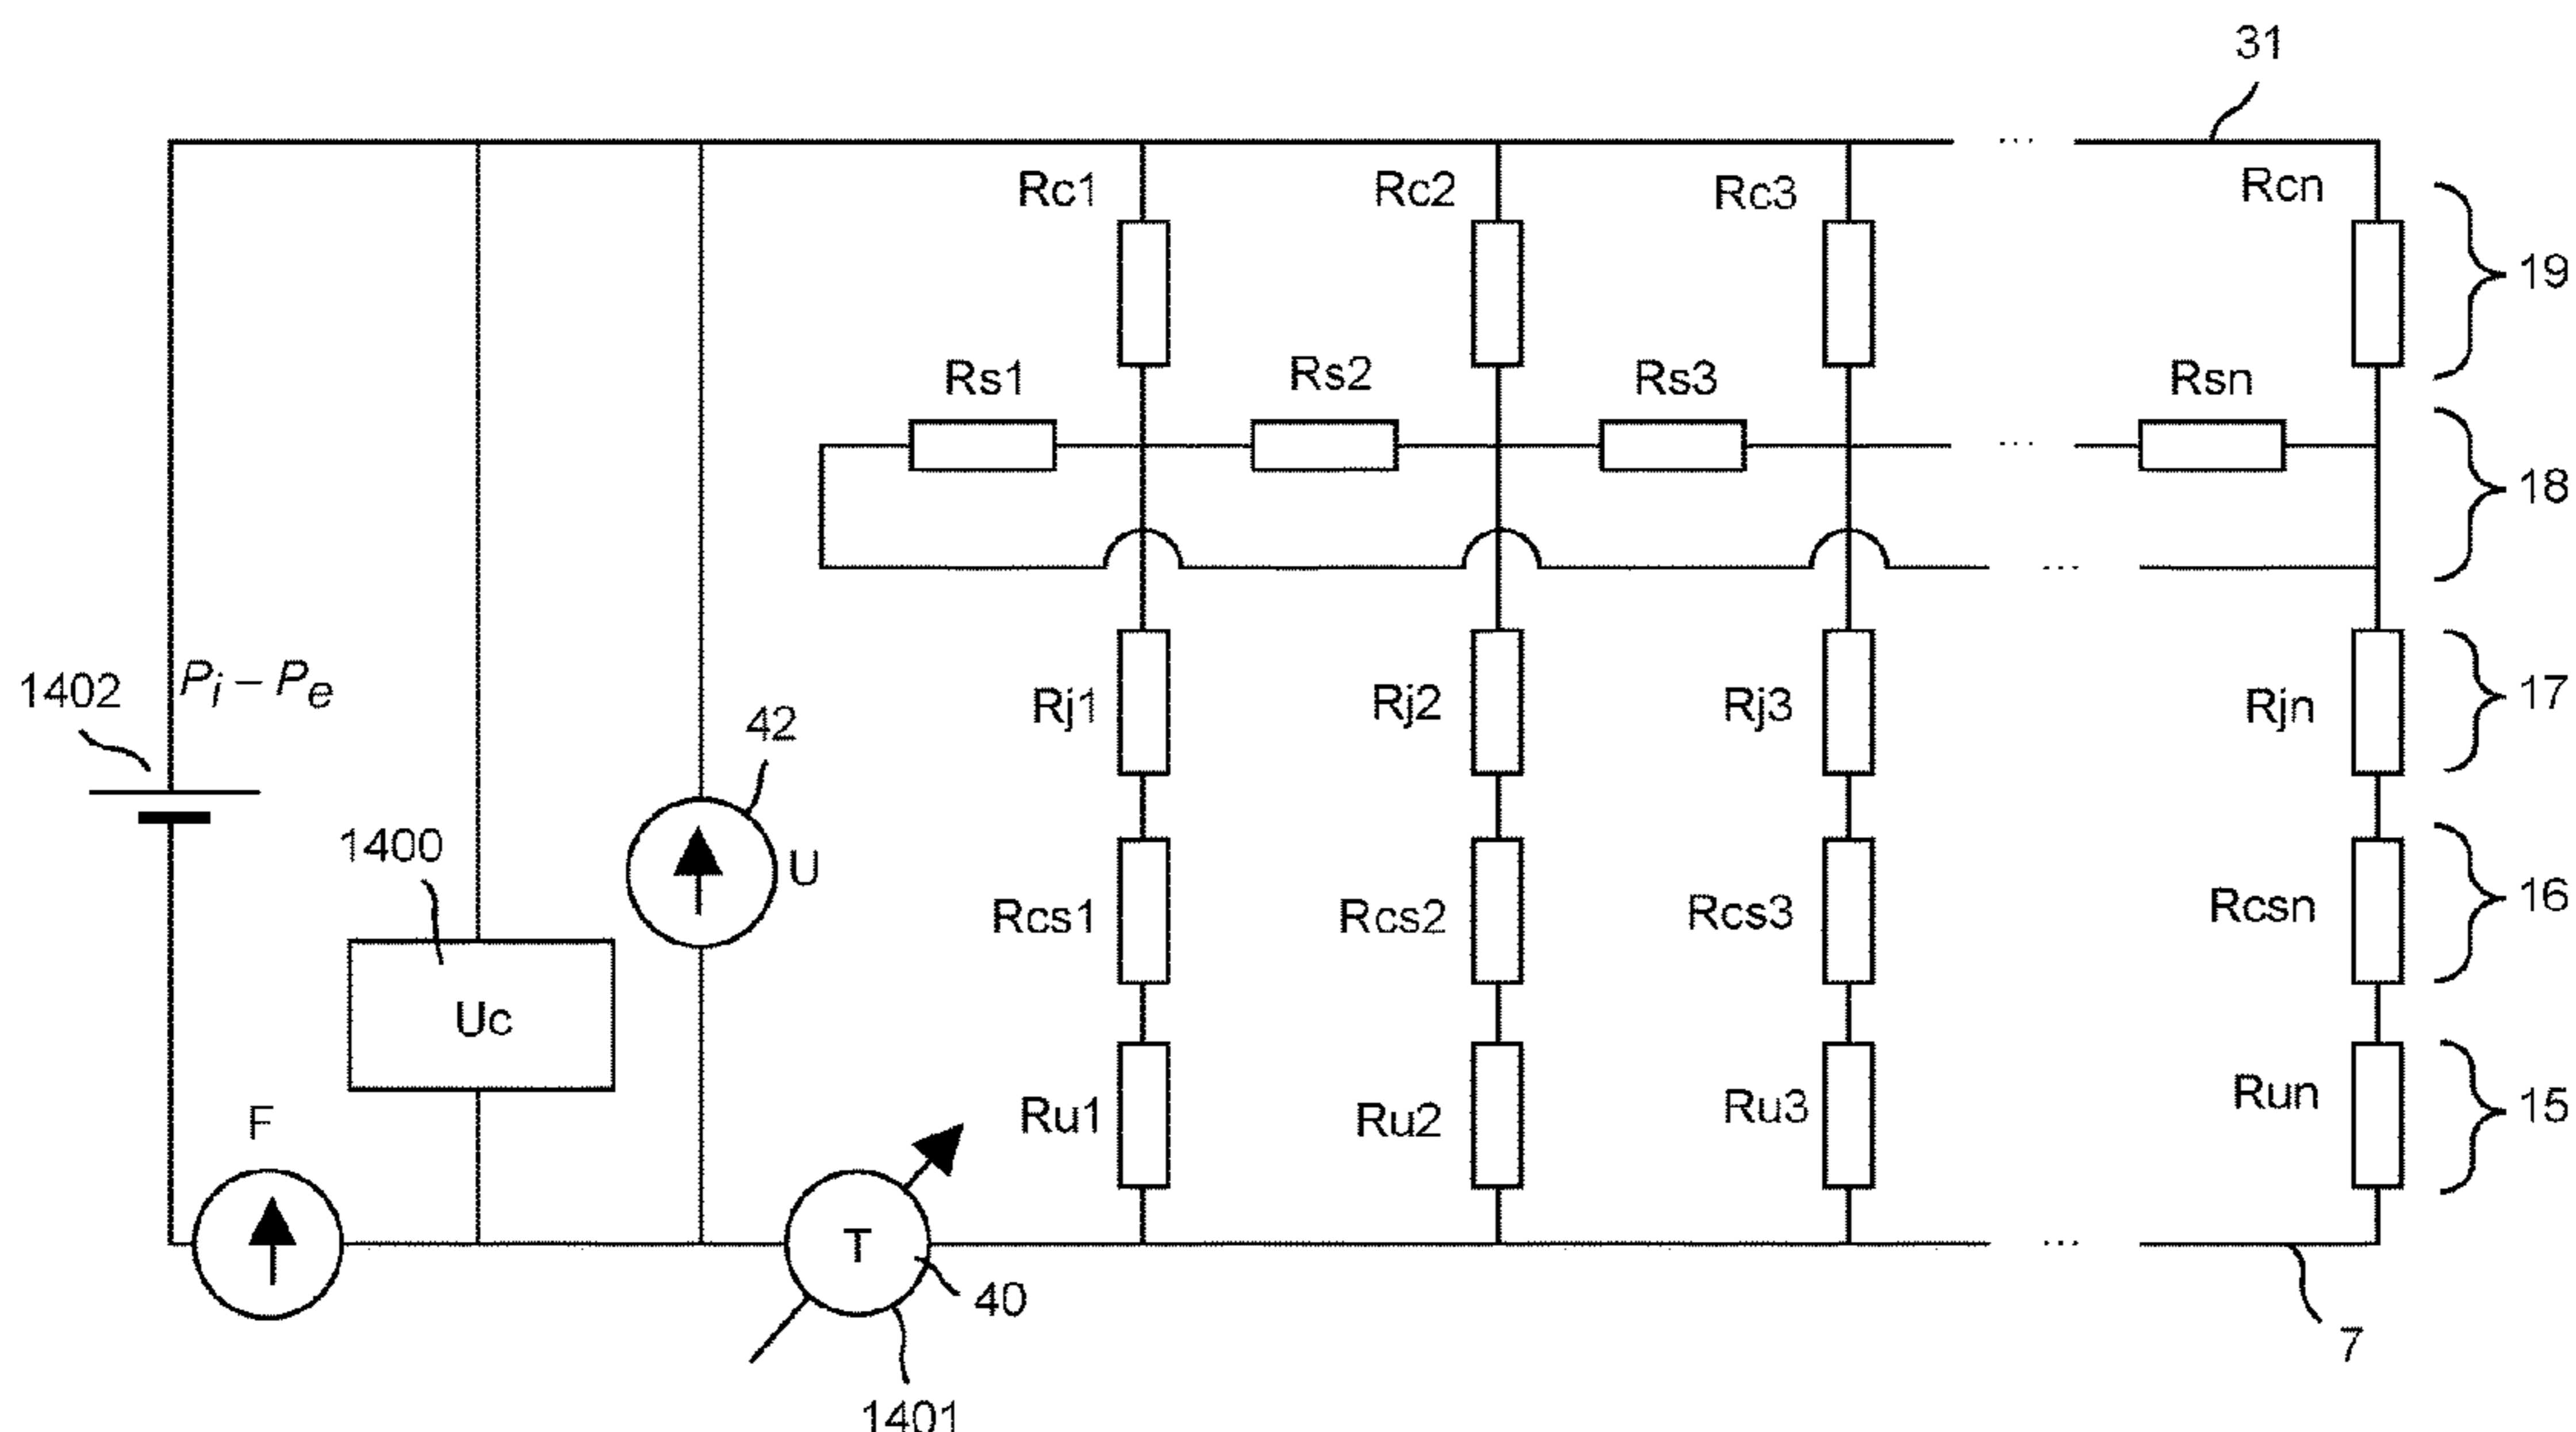 31
Rc1 Rc2 Rc3 ... Rcn
19
Rs1 Rs2 Rs3 ... Rsn
18
...
1402 Pi – Pe
42
Rj1 Rj2 Rj3 Rjn
17
1400
U
Rcs1 Rcs2 Rcs3 Rcsn
16
Uc
F
Ru1 Ru2 Ru3 Run
15
T
...
40
7
1401